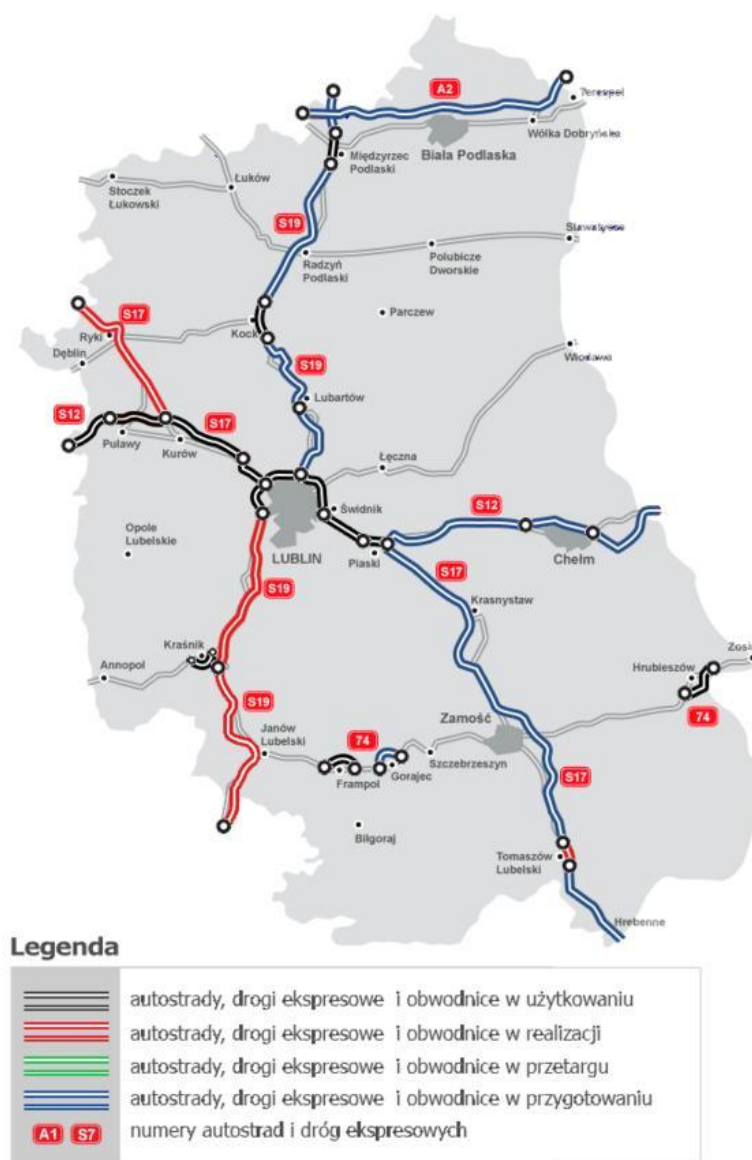 A2
Terespol
Wólka Dobryńska
Biała Podlaska
Międzyrzec
Podlaski
Stoczek
Łukowski
Łuków
S19
Radzyń
Podlaski
Polubicze
Dworskie
Parczew
S17
Ryki
Kock
Dęblin
Włodawa
S19
Lubartów
S12
S17
Puławy
Kurów
Łęczna
Świdnik
S12
Opole
Lubelskie
LUBLIN
Piaski
Chełm
S17
S19
Krasnystaw
Kraśnik
Annopol
Hrubieszów
S19
74
Janów
Lubelski
74
Zamość
Szczebrzeszyn
Frampol
Gorajec
S17
Biłgoraj
Tomaszów
Lubelski
Hrebenne
Legenda
autostrady, drogi ekspresowe i obwodnice w użytkowaniu
autostrady, drogi ekspresowe i obwodnice w realizacji
autostrady, drogi ekspresowe i obwodnice w przetargu
autostrady, drogi ekspresowe i obwodnice w przygotowaniu
A1 S7 numery autostrad i dróg ekspresowych